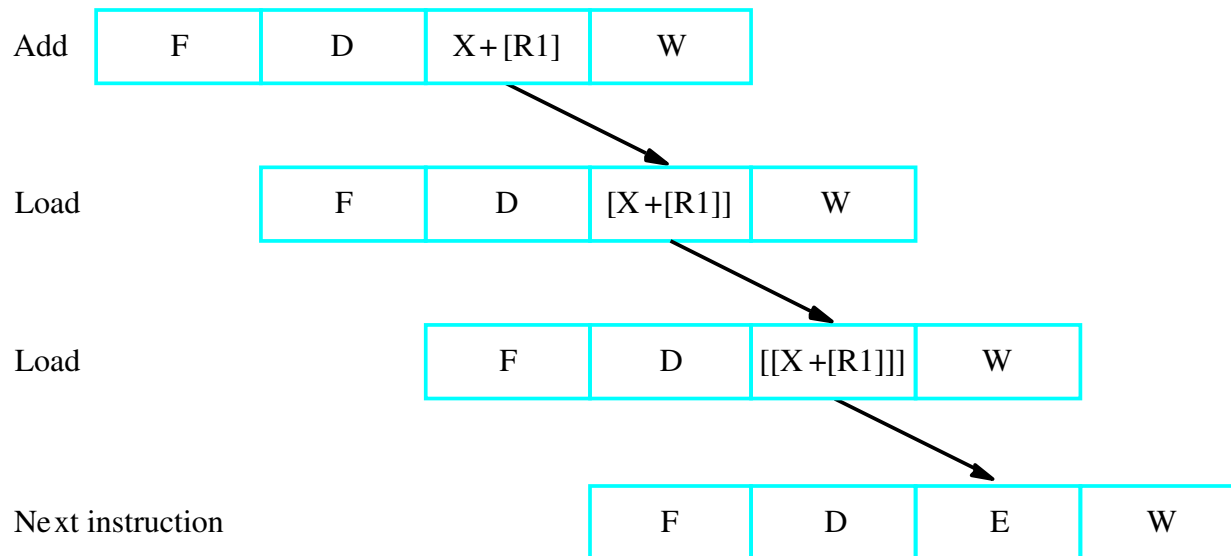 Add F D X + [R1] W
Load F D [X +[R1]] W
Load F D [[X +[R1]]] W
Next instruction F D E W